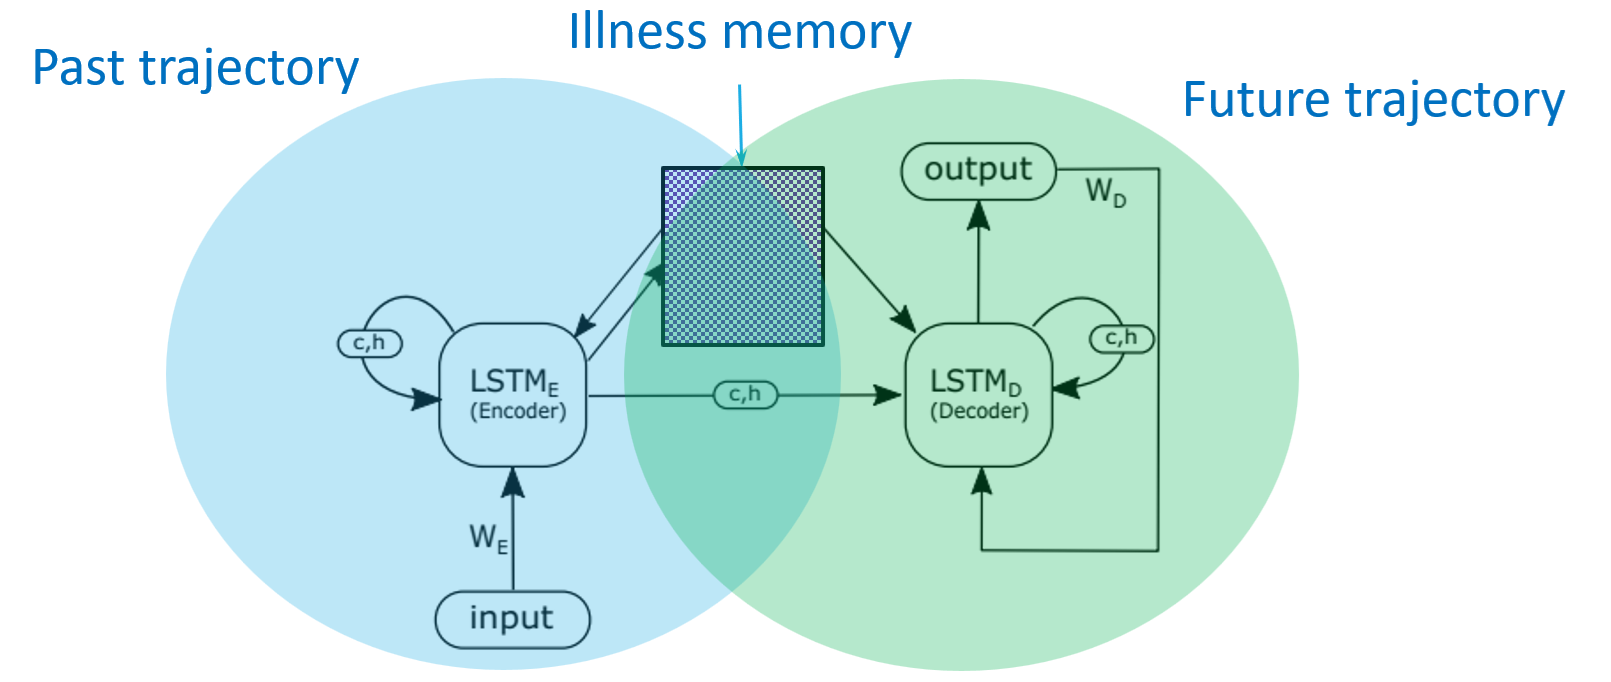 Illness memory
Past trajectory
Future trajectory
output
W_D
c,h
c,h
LSTM_E
(Encoder)
c,h
LSTM_D
(Decoder)
W_E
input